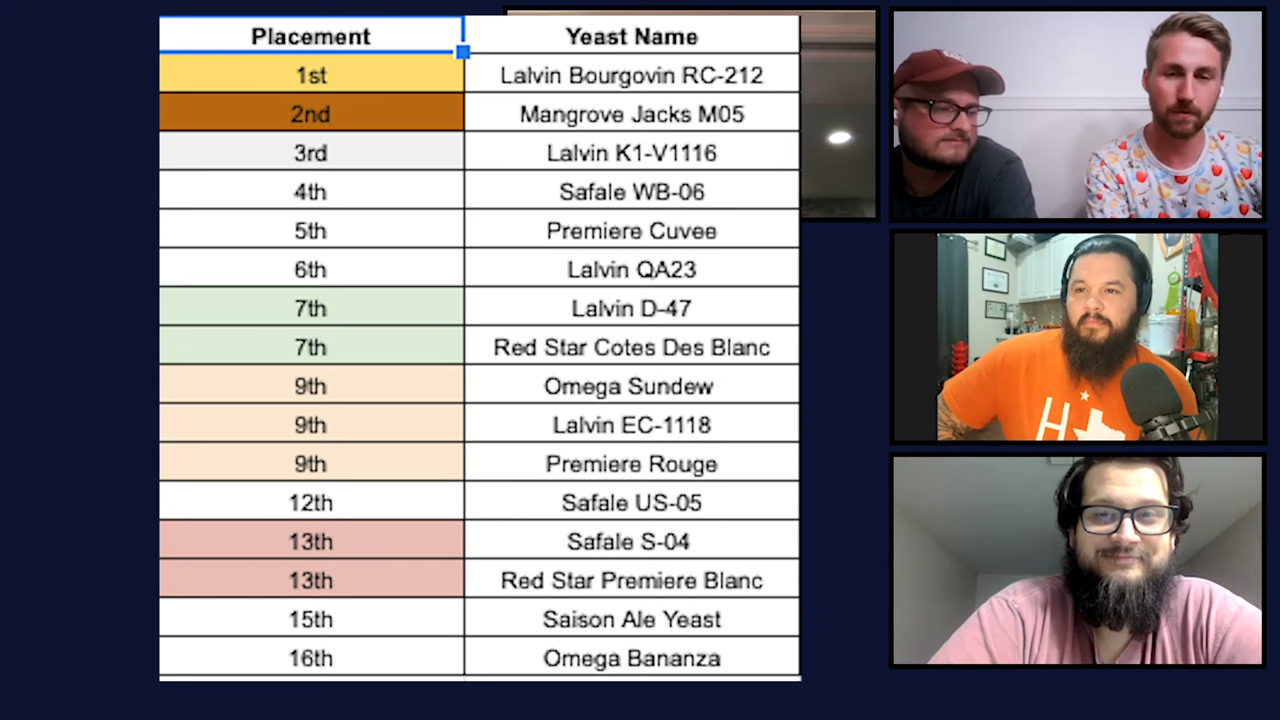 Placement Yeast Name
1st Lalvin Bourgovin RC-212
2nd Mangrove Jacks M05
3rd Lalvin K1-V1116
4th Safale WB-06
5th Premiere Cuvee
6th Lalvin QA23
7th Lalvin D-47
7th Red Star Cotes Des Blanc
9th Omega Sundew
9th Lalvin EC-1118
9th Premiere Rouge
12th Safale US-05
13th Safale S-04
13th Red Star Premiere Blanc
15th Saison Ale Yeast
16th Omega Bananza
H